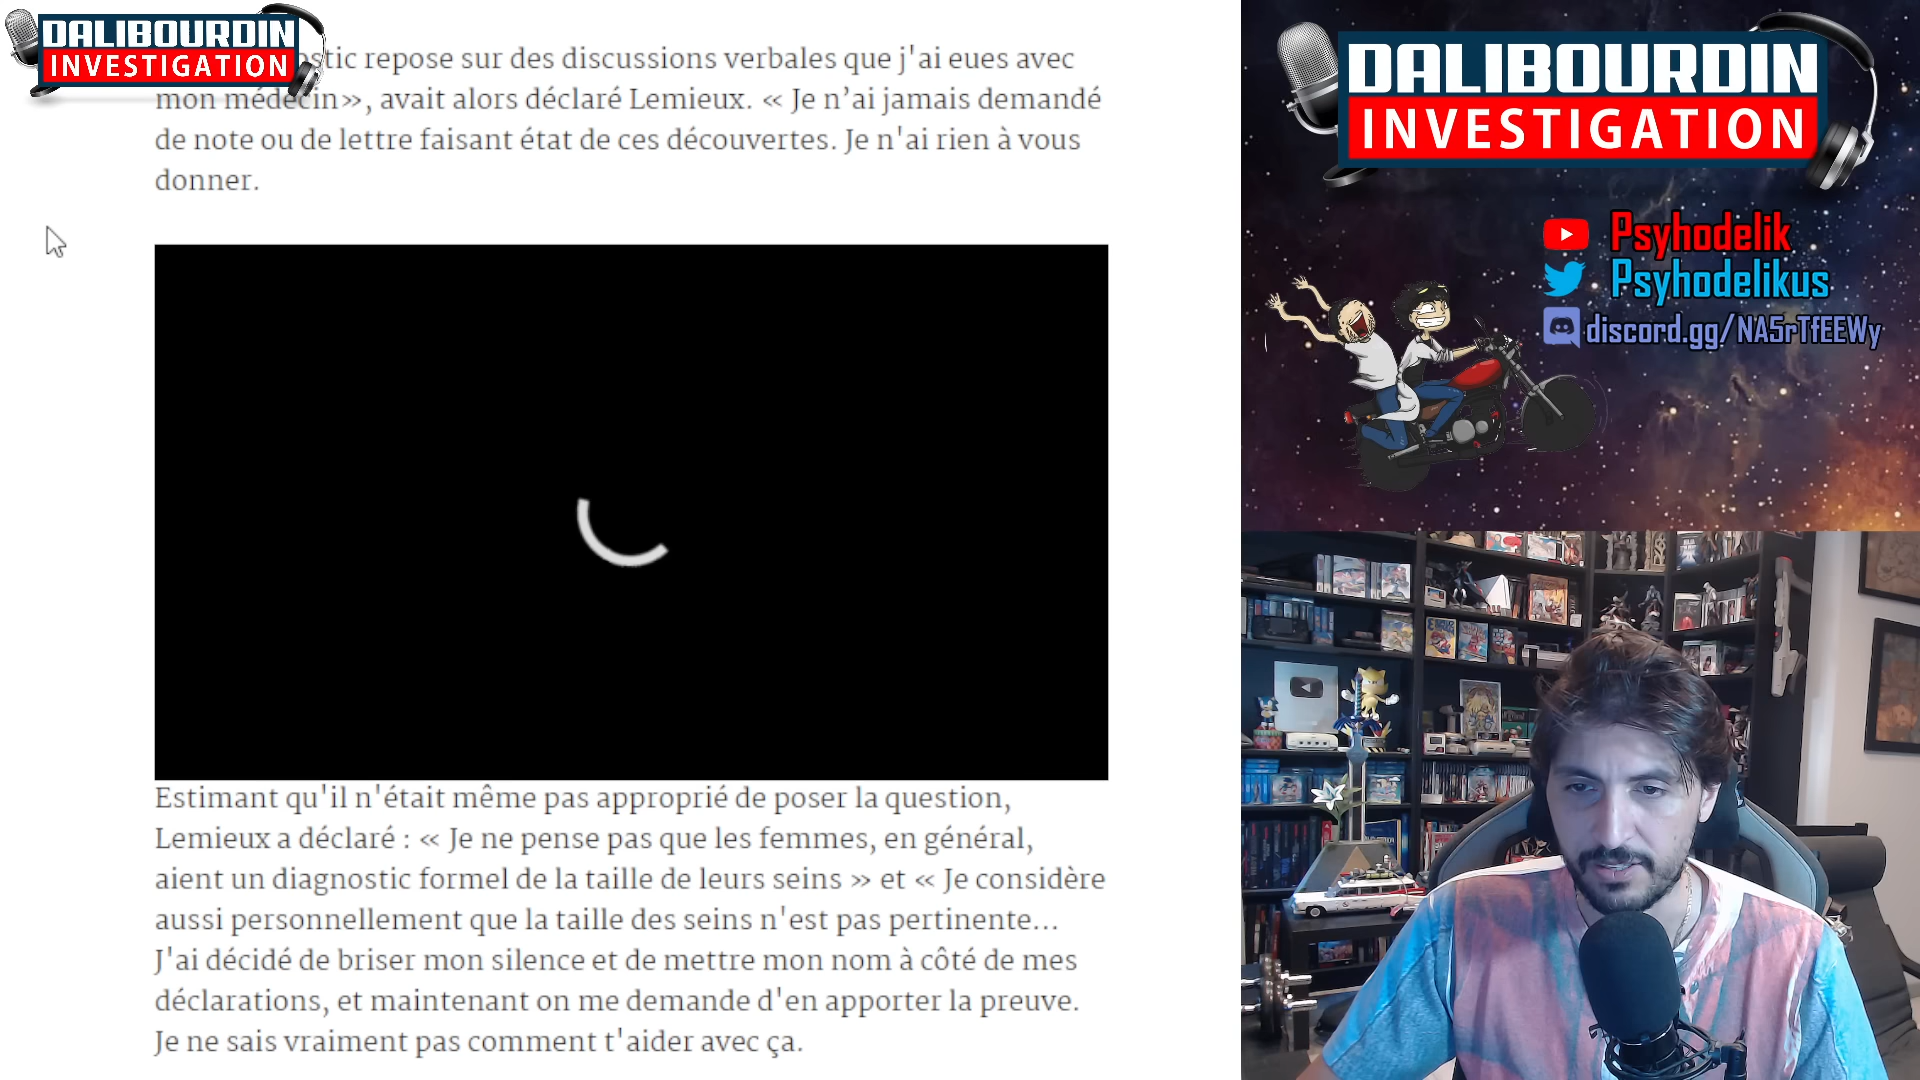 DALIBOURDIN
INVESTIGATION
stic repose sur des discussions verbales que j'ai eues avec
mon médecin», avait alors déclaré Lemieux. « Je n’ai jamais demandé
de note ou de lettre faisant état de ces découvertes. Je n'ai rien à vous
donner.
Estimant qu'il n'était même pas approprié de poser la question,
Lemieux a déclaré : « Je ne pense pas que les femmes, en général,
aient un diagnostic formel de la taille de leurs seins » et « Je considère
aussi personnellement que la taille des seins n'est pas pertinente...
J'ai décidé de briser mon silence et de mettre mon nom à côté de mes
déclarations, et maintenant on me demande d'en apporter la preuve.
Je ne sais vraiment pas comment t'aider avec ça.
DALIBOURDIN
INVESTIGATION
Psyhodelik
Psyhodelikus
discord.gg/NA5rTfEEWy